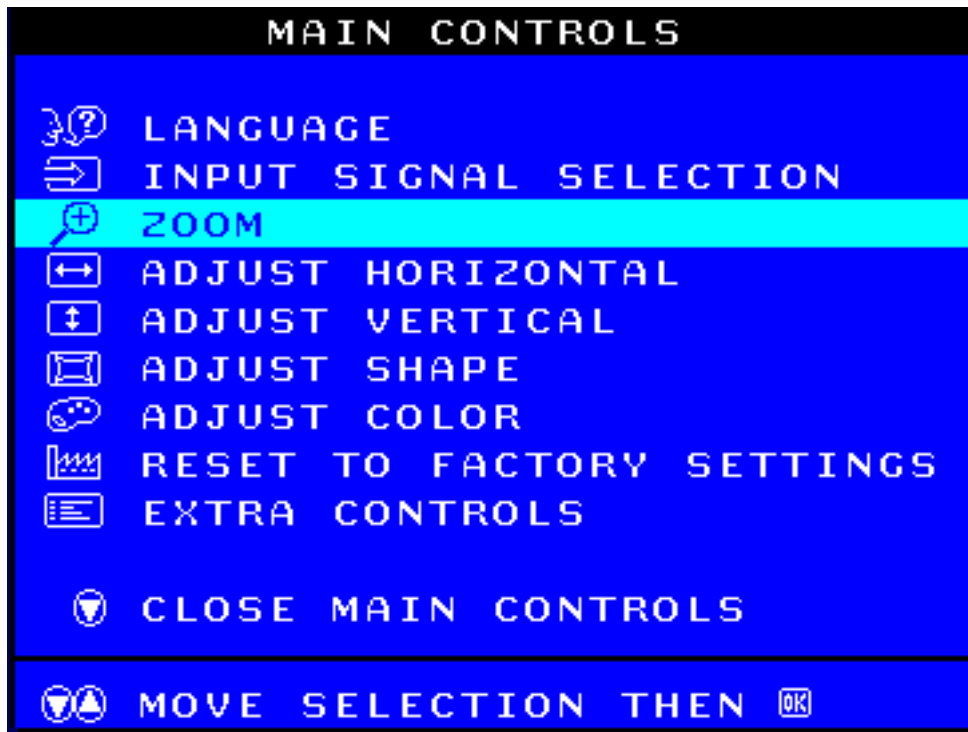 MAIN CONTROLS
LANGUAGE
INPUT SIGNAL SELECTION
ZOOM
ADJUST HORIZONTAL
ADJUST VERTICAL
ADJUST SHAPE
ADJUST COLOR
RESET TO FACTORY SETTINGS
EXTRA CONTROLS
CLOSE MAIN CONTROLS
MOVE SELECTION THEN OK